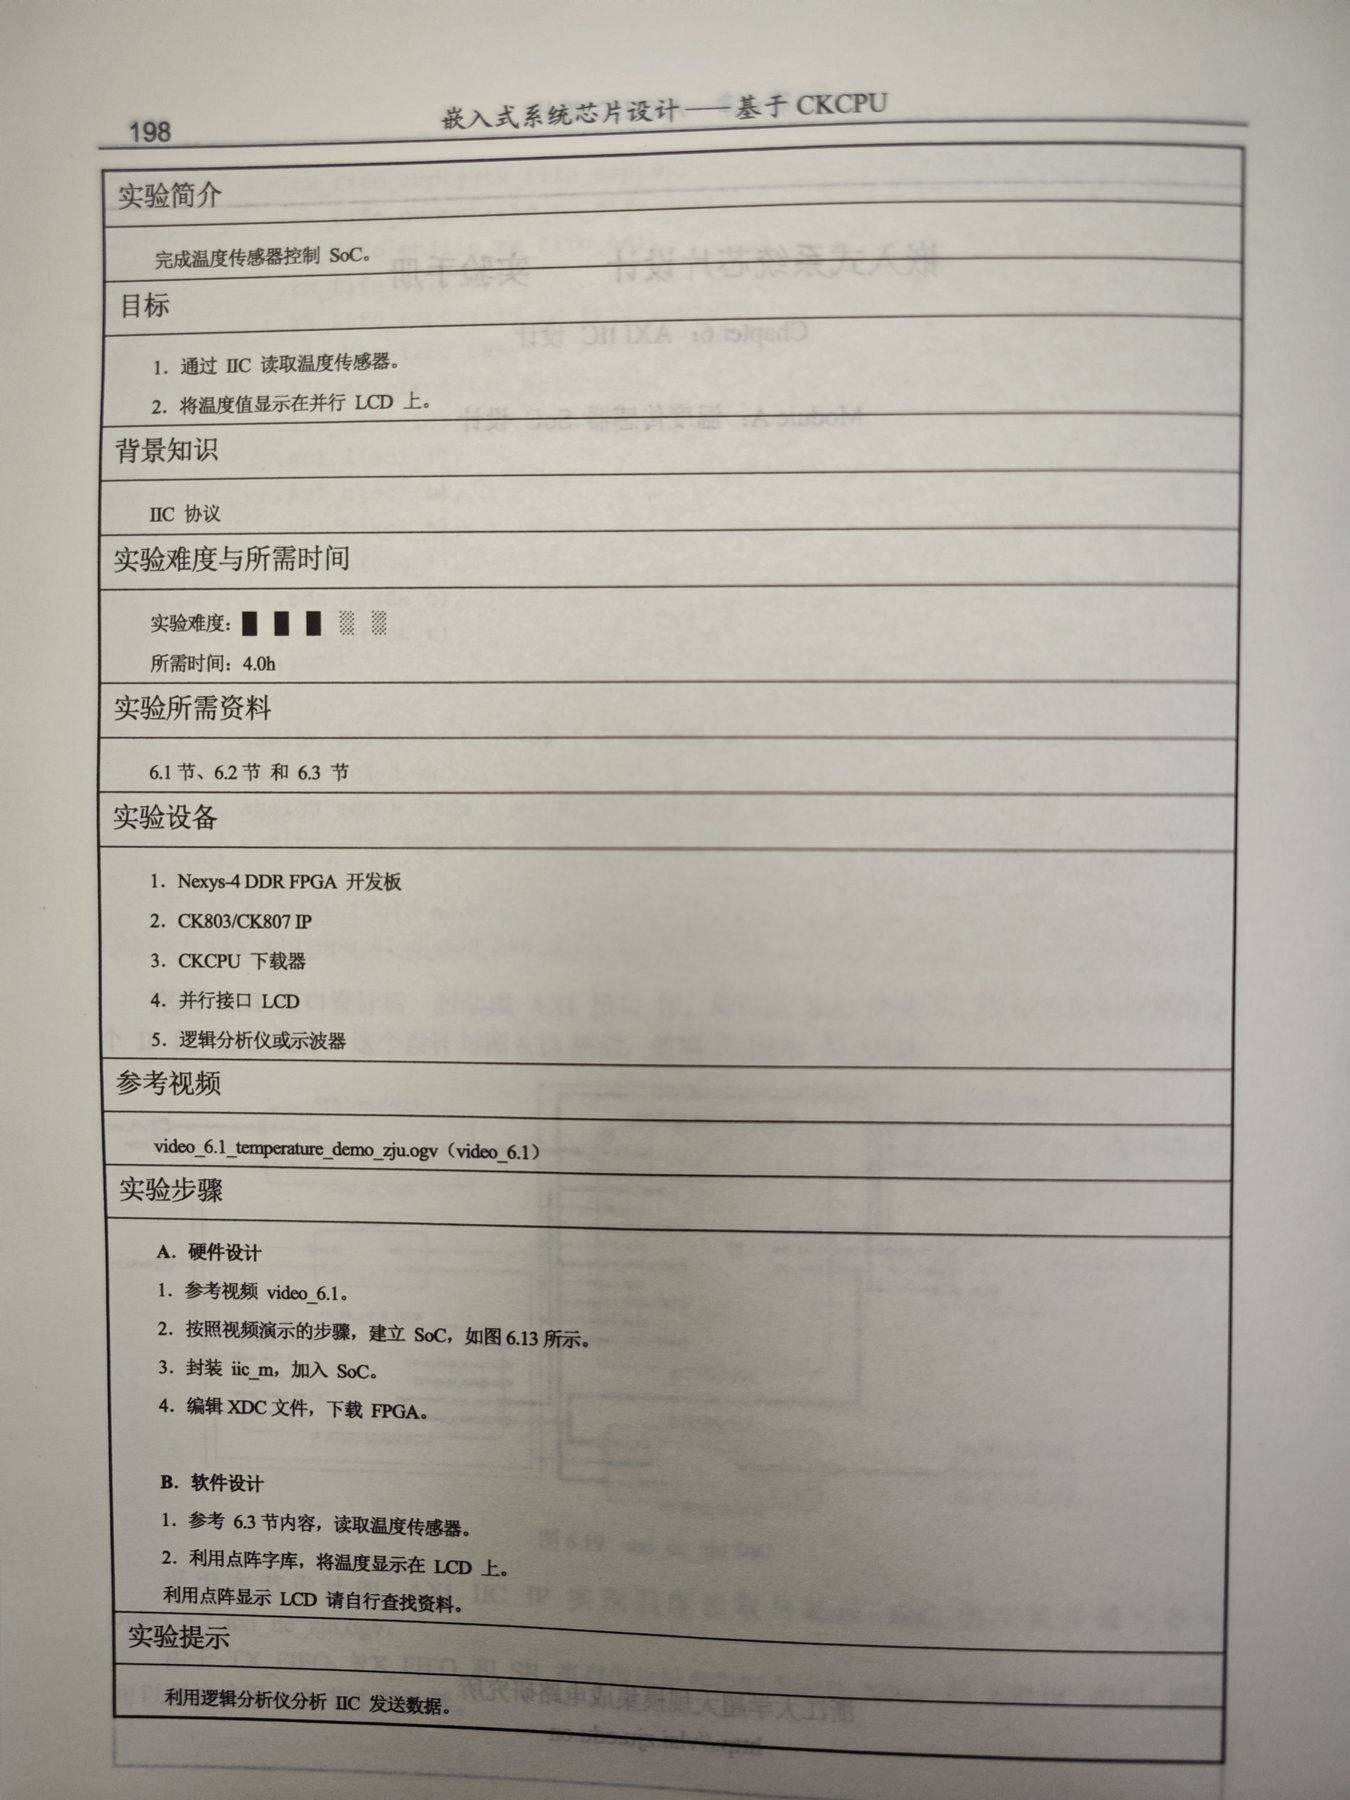 198
嵌入式系统芯片设计——基于 CKCPU
实验简介
完成温度传感器控制 SoC。
目标
1. 通过 IIC 读取温度传感器。
2. 将温度值显示在并行 LCD 上。
背景知识
IIC 协议
实验难度与所需时间
实验难度：
所需时间：4.0h
实验所需资料
6.1 节、6.2 节 和 6.3 节
实验设备
1. Nexys-4 DDR FPGA 开发板
2. CK803/CK807 IP
3. CKCPU 下载器
4. 并行接口 LCD
5. 逻辑分析仪或示波器
参考视频
video_6.1_temperature_demo_zju.ogv（video_6.1）
实验步骤
A. 硬件设计
1. 参考视频 video_6.1。
2. 按照视频演示的步骤，建立 SoC，如图 6.13 所示。
3. 封装 iic_m，加入 SoC。
4. 编辑 XDC 文件，下载 FPGA。
B. 软件设计
1. 参考 6.3 节内容，读取温度传感器。
2. 利用点阵字库，将温度显示在 LCD 上。
利用点阵显示 LCD 请自行查找资料。
实验提示
利用逻辑分析仪分析 IIC 发送数据。